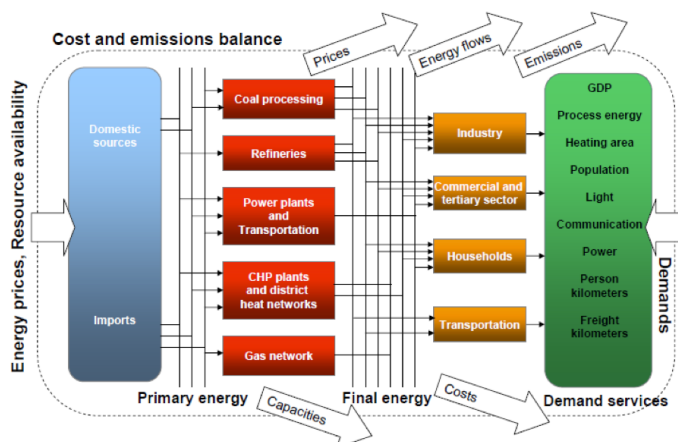 Cost and emissions balance
Prices
Energy flows
Emissions
Energy prices, Resource availability
Domestic
sources
Imports
Coal processing
Refineries
Power plants
and
Transportation
CHP plants
and district
heat networks
Gas network
Industry
Commercial and
tertiary sector
Households
Transportation
GDP
Process energy
Heating area
Population
Light
Communication
Power
Person
kilometers
Freight
kilometers
Demands
Primary energy
Capacities
Final energy
Costs
Demand services